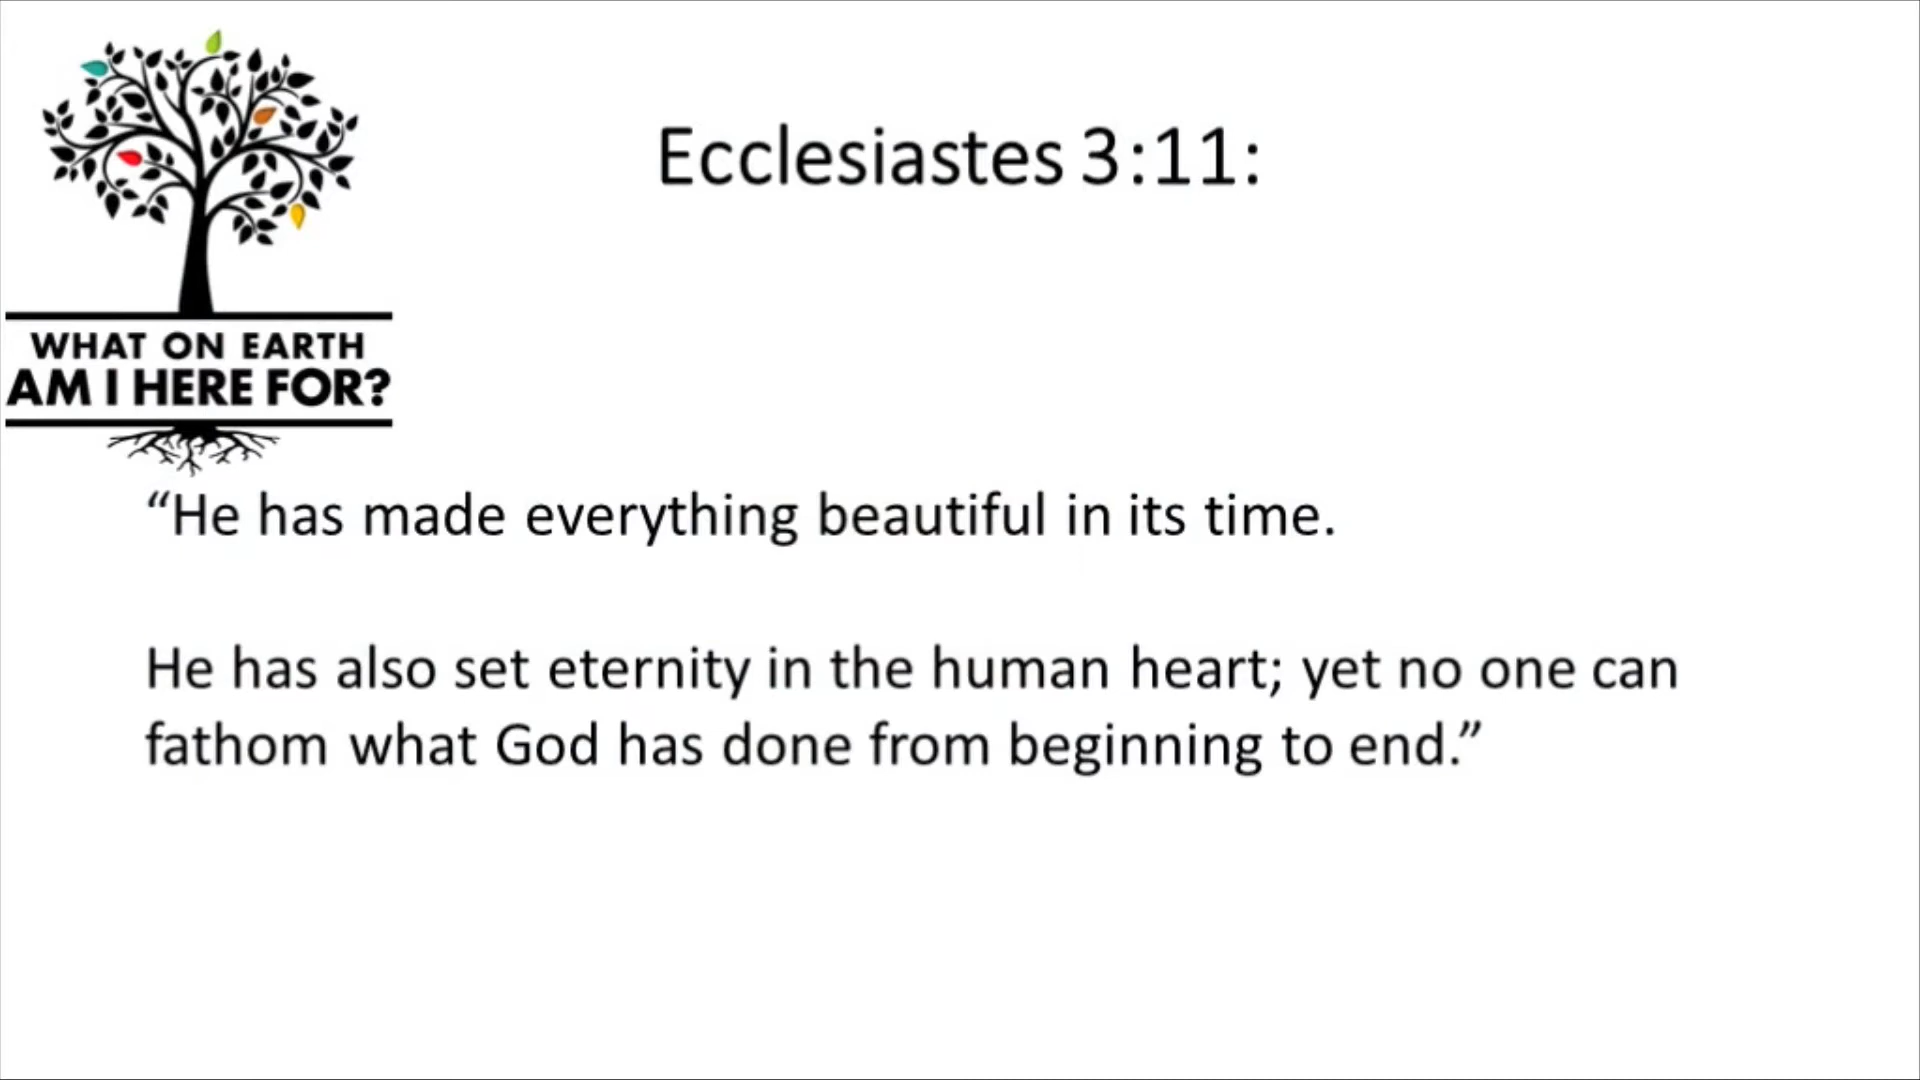 Ecclesiastes 3:11:
WHAT ON EARTH
AM I HERE FOR?
“He has made everything beautiful in its time.
He has also set eternity in the human heart; yet no one can
fathom what God has done from beginning to end.”